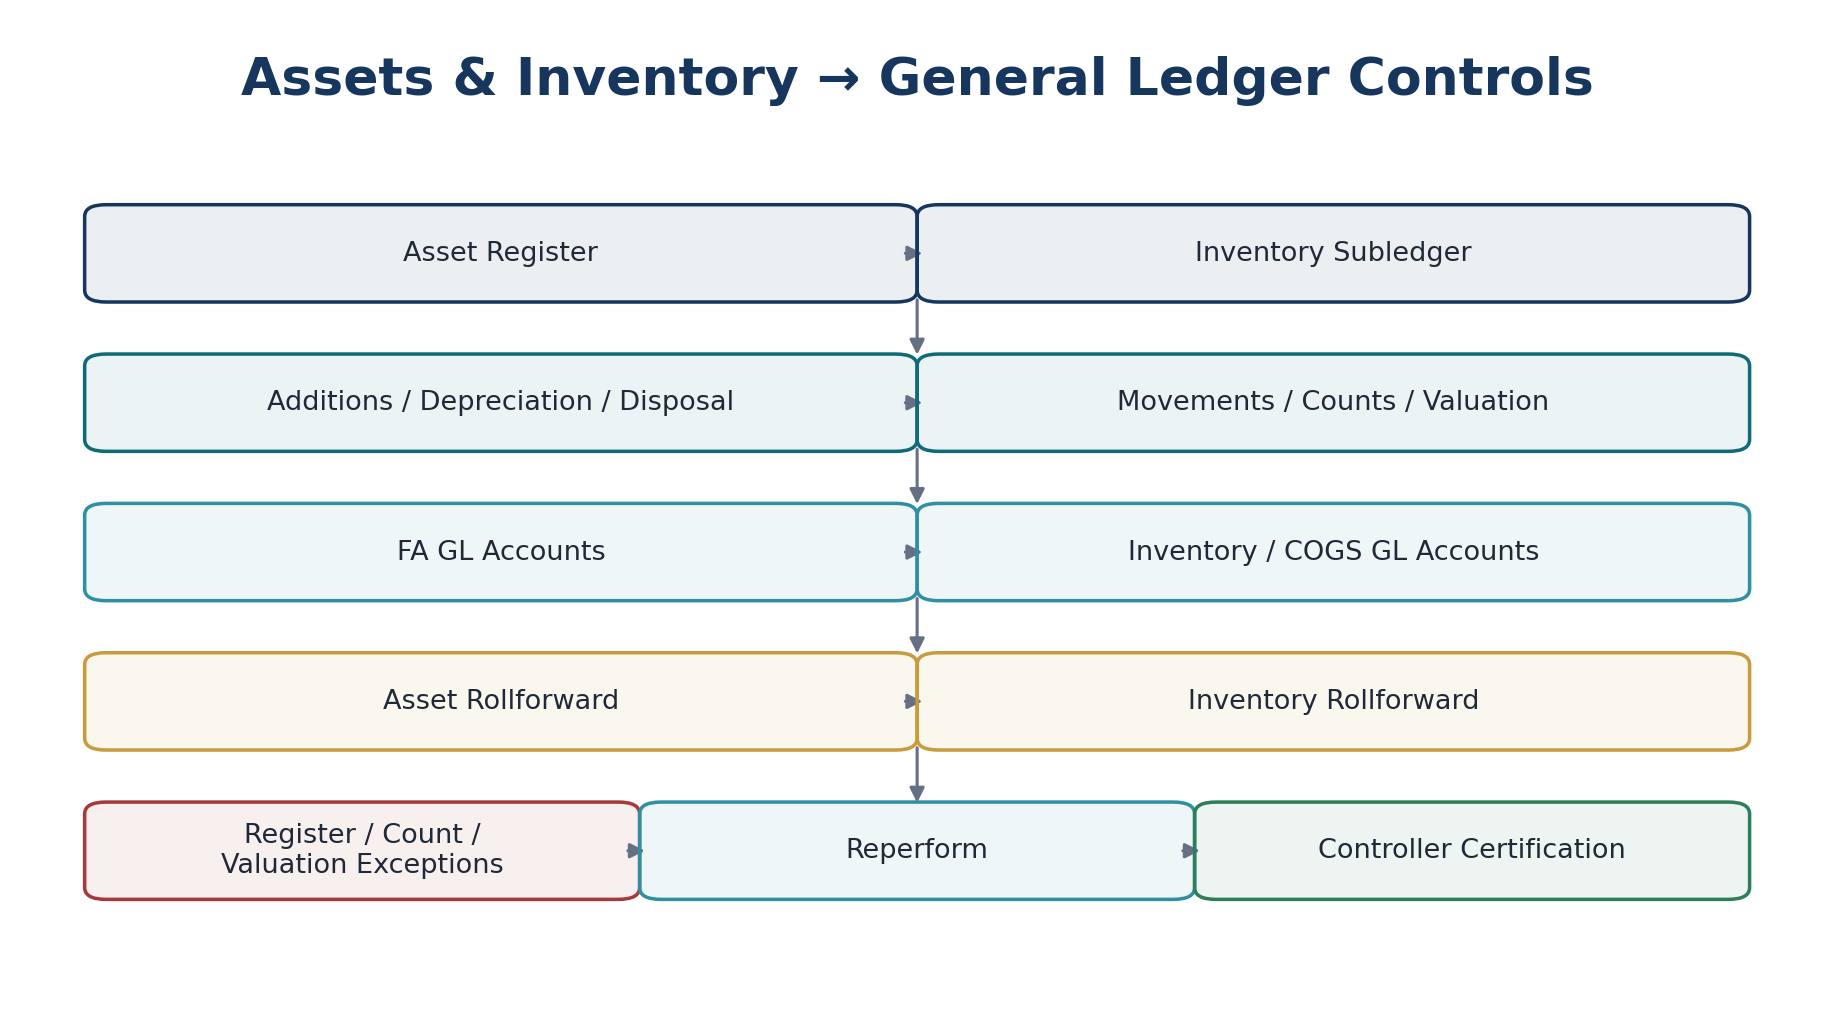 Assets & Inventory → General Ledger Controls
Asset Register
Inventory Subledger
Additions / Depreciation / Disposal
Movements / Counts / Valuation
FA GL Accounts
Inventory / COGS GL Accounts
Asset Rollforward
Inventory Rollforward
Register / Count /
Valuation Exceptions
Reperform
Controller Certification